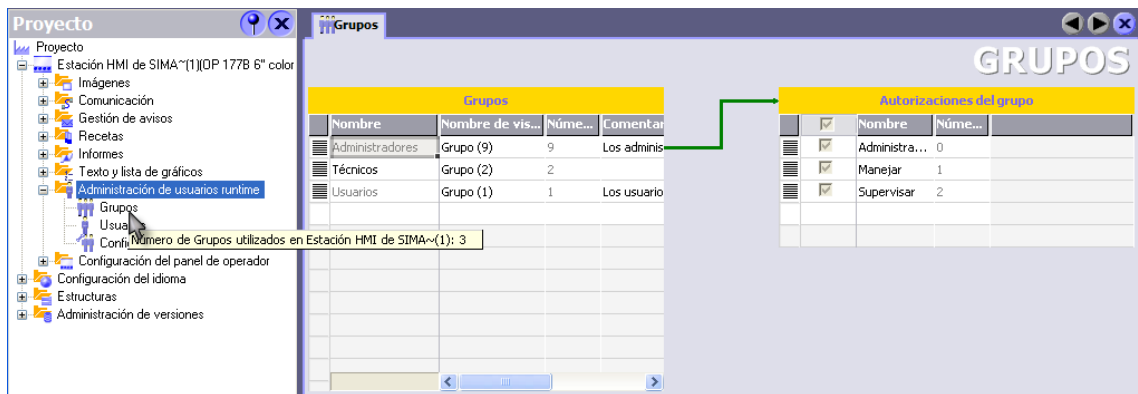 Proyecto
Proyecto
Estación HMI de SIMA~(1)(OP 177B 6" color
Imágenes
Comunicación
Gestión de avisos
Recetas
Informes
Texto y lista de gráficos
Administración de usuarios runtime
Grupos
Configuración del panel de operador
Configuración del idioma
Estructuras
Administración de versiones
Número de Grupos utilizados en Estación HMI de SIMA~(1): 3
Grupos
GRUPOS
Grupos
Nombre Nombre de vis... Núme... Comentar
Administradores Grupo (9) 9 Los adminis
Técnicos Grupo (2) 2
Usuarios Grupo (1) 1 Los usuario
Autorizaciones del grupo
Nombre Núme...
Administra... 0
Manejar 1
Supervisar 2